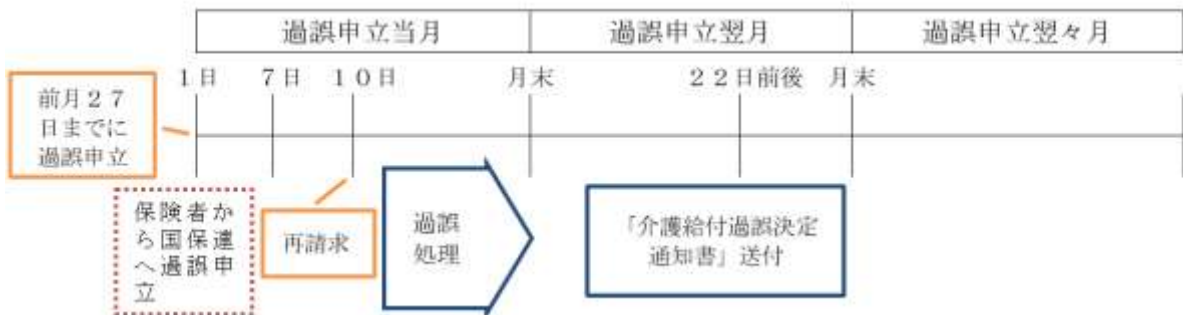 過誤申立当月
過誤申立翌月
過誤申立翌々月
1日
7日
10日
月末
22日前後
月末
前月27
日までに
過誤申立
保険者か
ら国保連
へ過誤申
立
再請求
過誤
処理
「介護給付過誤決定
通知書」送付